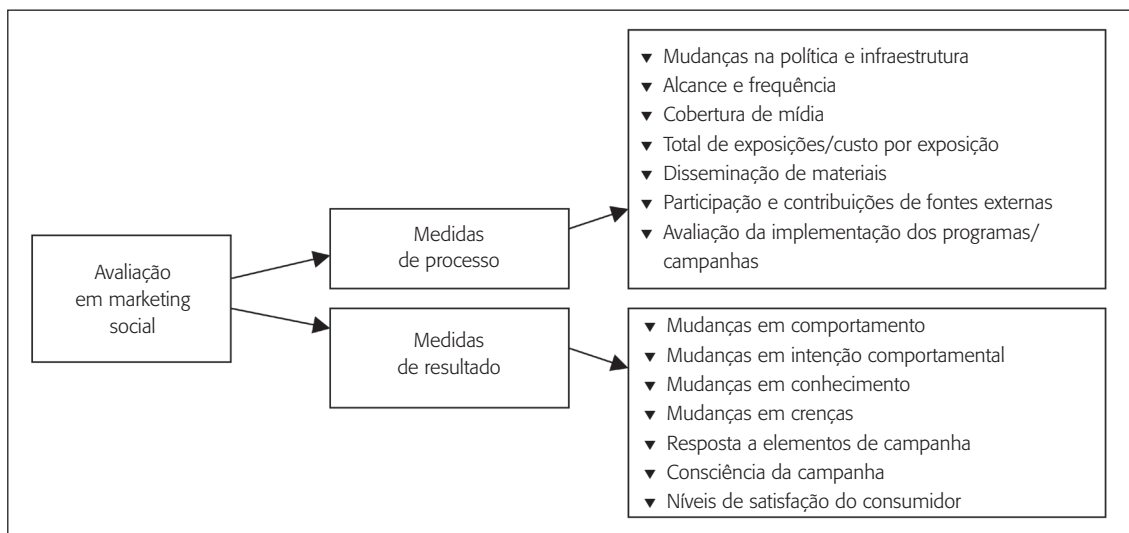 Avaliação
em marketing
social
Medidas
de processo
▼ Mudanças na política e infraestrutura
▼ Alcance e frequência
▼ Cobertura de mídia
▼ Total de exposições/custo por exposição
▼ Disseminação de materiais
▼ Participação e contribuições de fontes externas
▼ Avaliação da implementação dos programas/
campanhas
Medidas
de resultado
▼ Mudanças em comportamento
▼ Mudanças em intenção comportamental
▼ Mudanças em conhecimento
▼ Mudanças em crenças
▼ Resposta a elementos de campanha
▼ Consciência da campanha
▼ Níveis de satisfação do consumidor